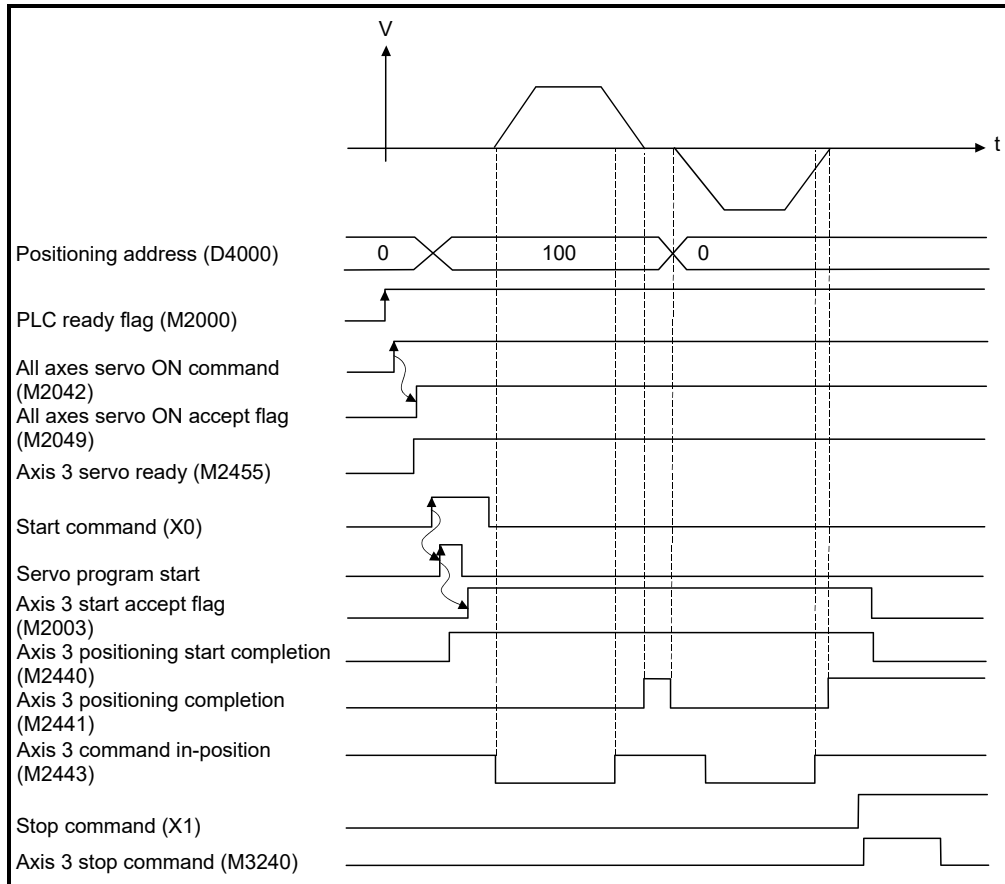 V
t
Positioning address (D4000)
0
100
0
PLC ready flag (M2000)
All axes servo ON command
(M2042)
All axes servo ON accept flag
(M2049)
Axis 3 servo ready (M2455)
Start command (X0)
Servo program start
Axis 3 start accept flag
(M2003)
Axis 3 positioning start completion
(M2440)
Axis 3 positioning completion
(M2441)
Axis 3 command in-position
(M2443)
Stop command (X1)
Axis 3 stop command (M3240)